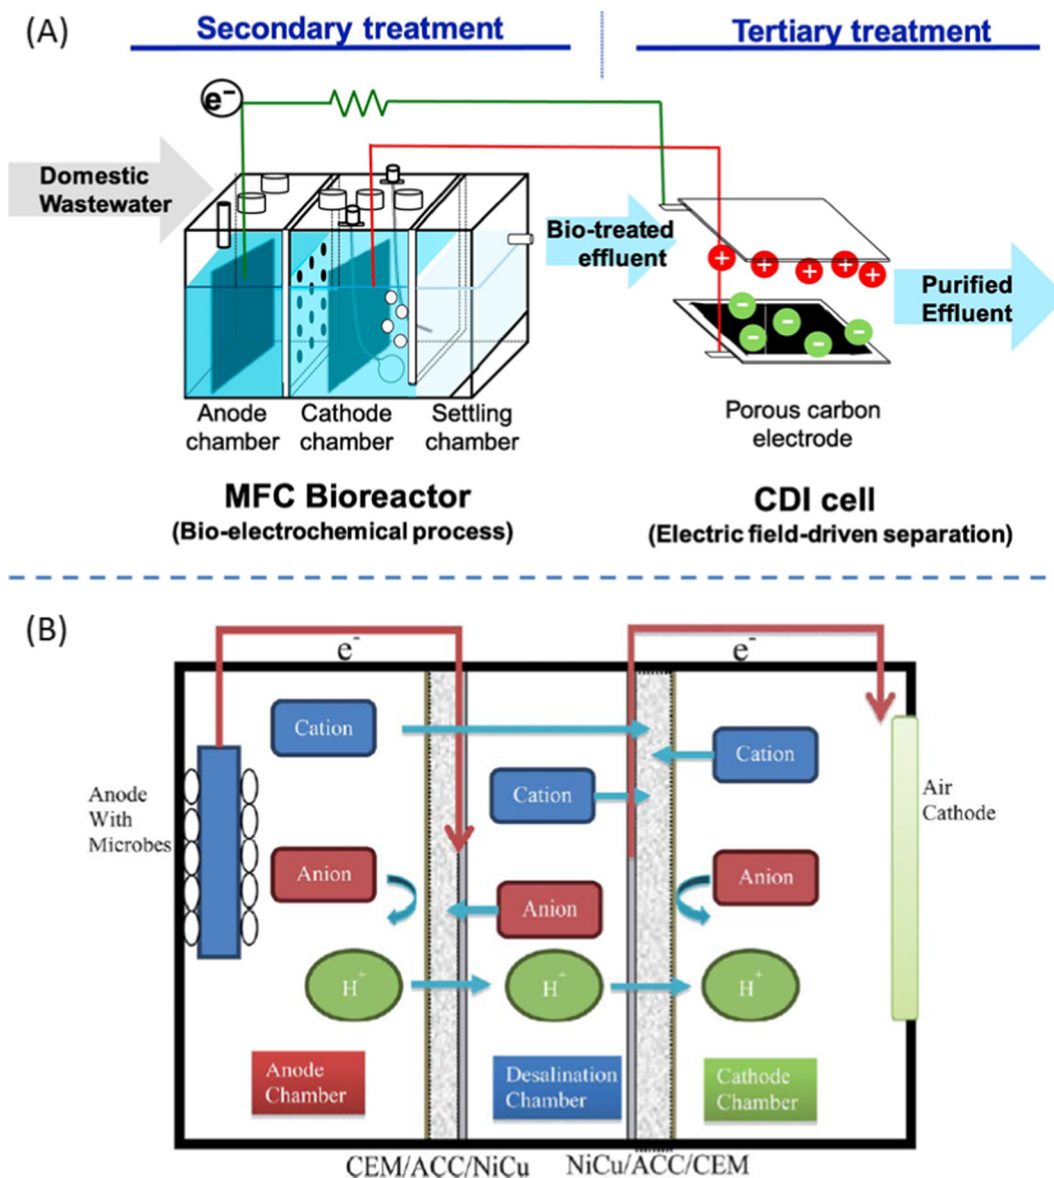 (A)
Secondary treatment
Tertiary treatment
e⁻
Domestic
Wastewater
Bio-treated
effluent
+ + + + +
Purified
Effluent
− − − − −
Anode
chamber
Cathode
chamber
Settling
chamber
Porous carbon
electrode
MFC Bioreactor
(Bio-electrochemical process)
CDI cell
(Electric field-driven separation)
(B)
e⁻
e⁻
Cation
Cation
Cation
Anode
With
Microbes
Air
Cathode
Anion
Anion
Anion
H⁺
H⁺
H⁺
Anode
Chamber
Desalination
Chamber
Cathode
Chamber
CEM/ACC/NiCu
NiCu/ACC/CEM